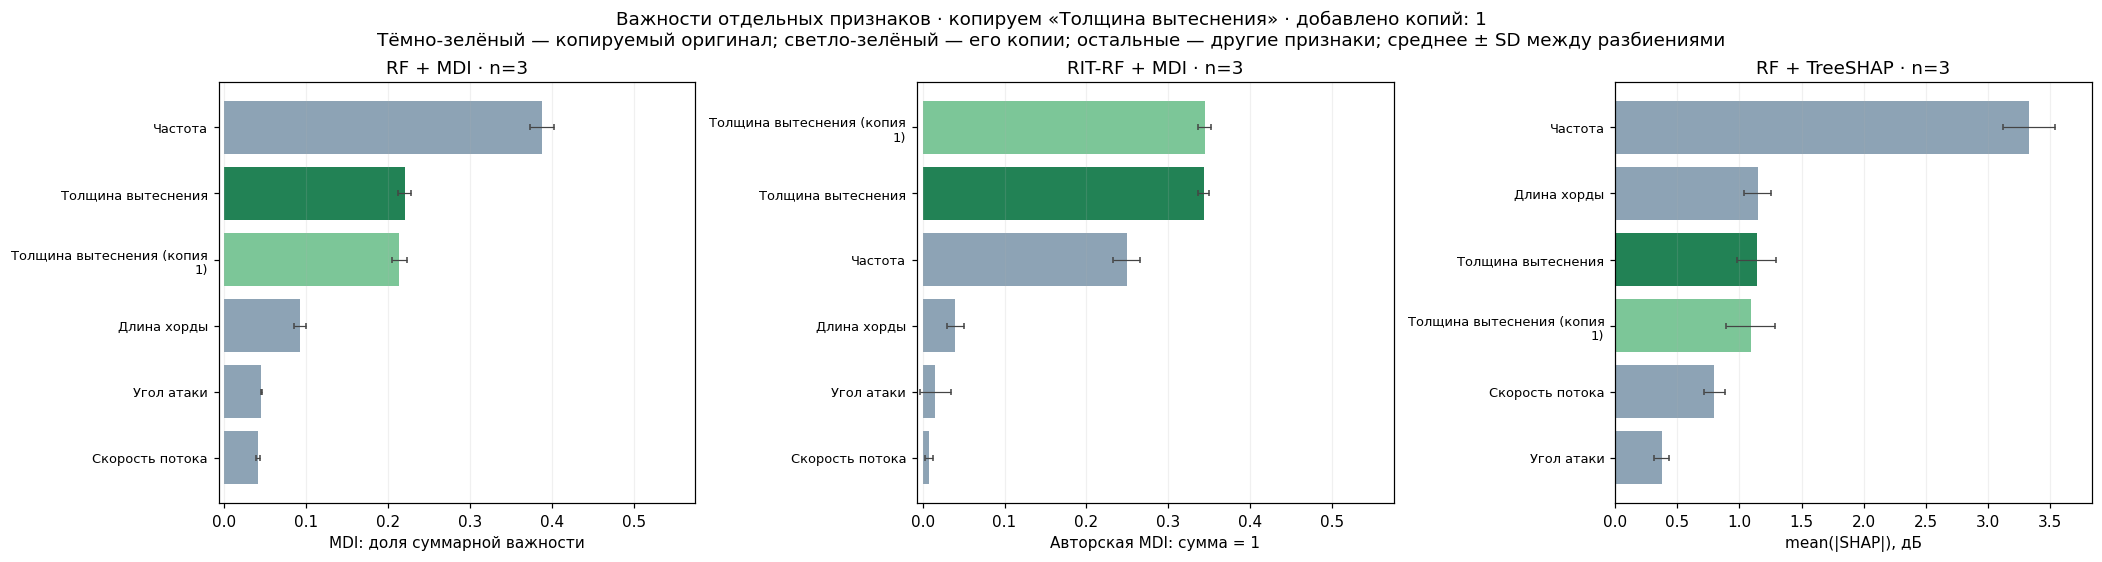 Важности отдельных признаков · копируем «Толщина вытеснения» · добавлено копий: 1
Тёмно-зелёный — копируемый оригинал; светло-зелёный — его копии; остальные — другие признаки; среднее ± SD между разбиениями
RF + MDI · n=3
Частота
Толщина вытеснения
Толщина вытеснения (копия
1)
Длина хорды
Угол атаки
Скорость потока
0.0 0.1 0.2 0.3 0.4 0.5
MDI: доля суммарной важности
RIT-RF + MDI · n=3
Толщина вытеснения (копия
1)
Толщина вытеснения
Частота
Длина хорды
Угол атаки
Скорость потока
0.0 0.1 0.2 0.3 0.4 0.5
Авторская MDI: сумма = 1
RF + TreeSHAP · n=3
Частота
Длина хорды
Толщина вытеснения
Толщина вытеснения (копия
1)
Скорость потока
Угол атаки
0.0 0.5 1.0 1.5 2.0 2.5 3.0 3.5
mean(|SHAP|), дБ